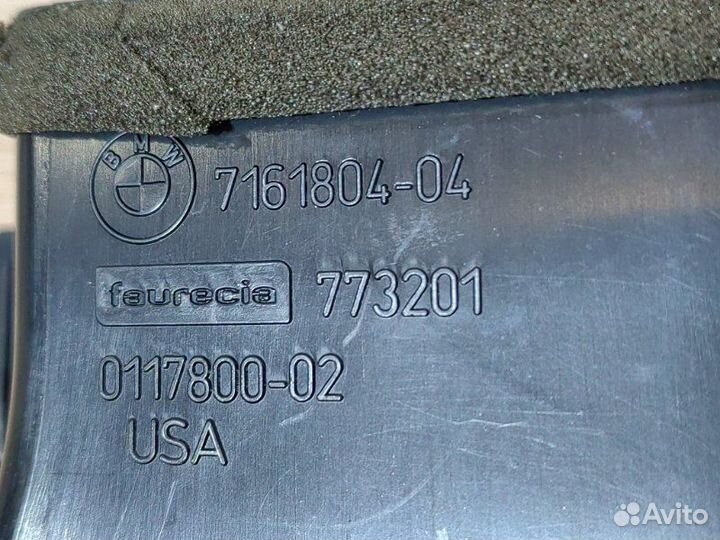 BMW 7161804-04
faurecia 773201
0117800-02
USA
Avito